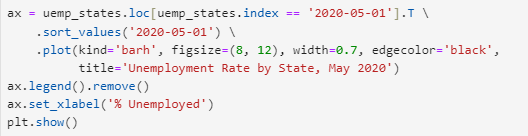 ax = uemp_states.loc[uemp_states.index == '2020-05-01'].T \
    .sort_values('2020-05-01') \
    .plot(kind='barh', figsize=(8, 12), width=0.7, edgecolor='black',
          title='Unemployment Rate by State, May 2020')
ax.legend().remove()
ax.set_xlabel('% Unemployed')
plt.show()